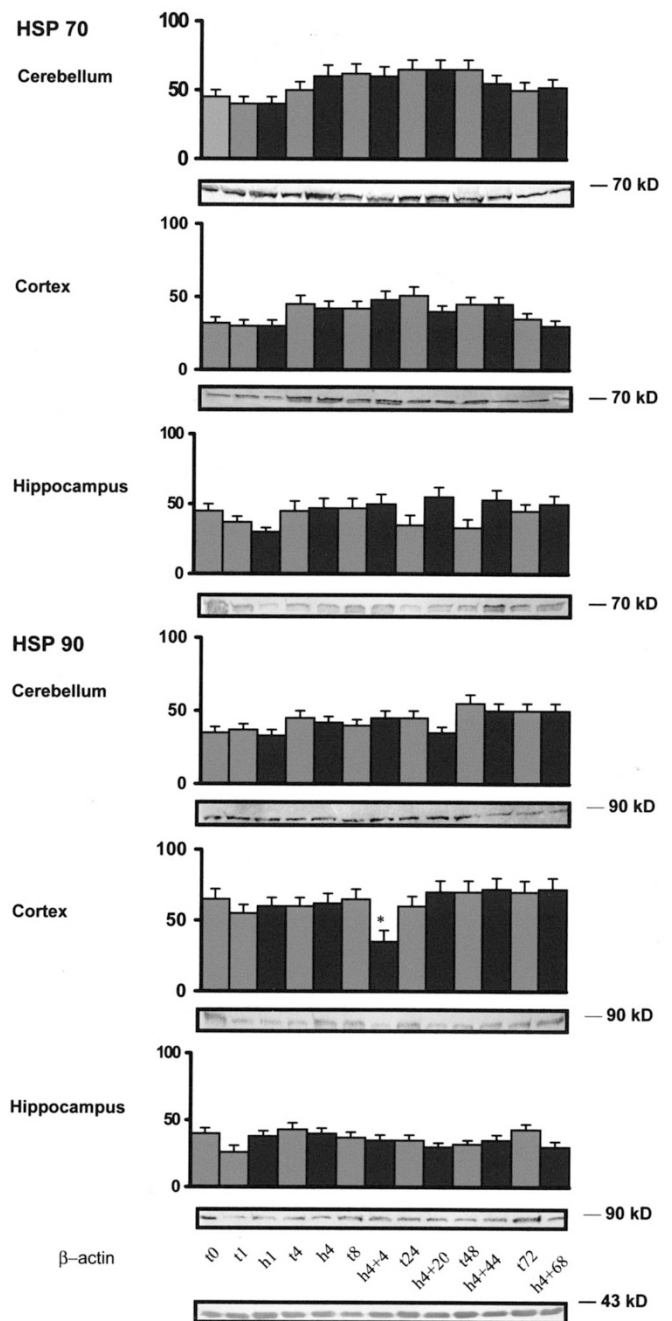 HSP 70
100
Cerebellum
50
0
— 70 kD
100
Cortex
50
0
— 70 kD
100
Hippocampus
50
0
— 70 kD
HSP 90
100
Cerebellum
50
0
— 90 kD
100
Cortex
*
50
0
— 90 kD
100
Hippocampus
50
0
— 90 kD
β–actin
t0 t1 h1 t4 h4 t8 h4+4 t24 h4+20 t48 h4+44 t72 h4+68
— 43 kD